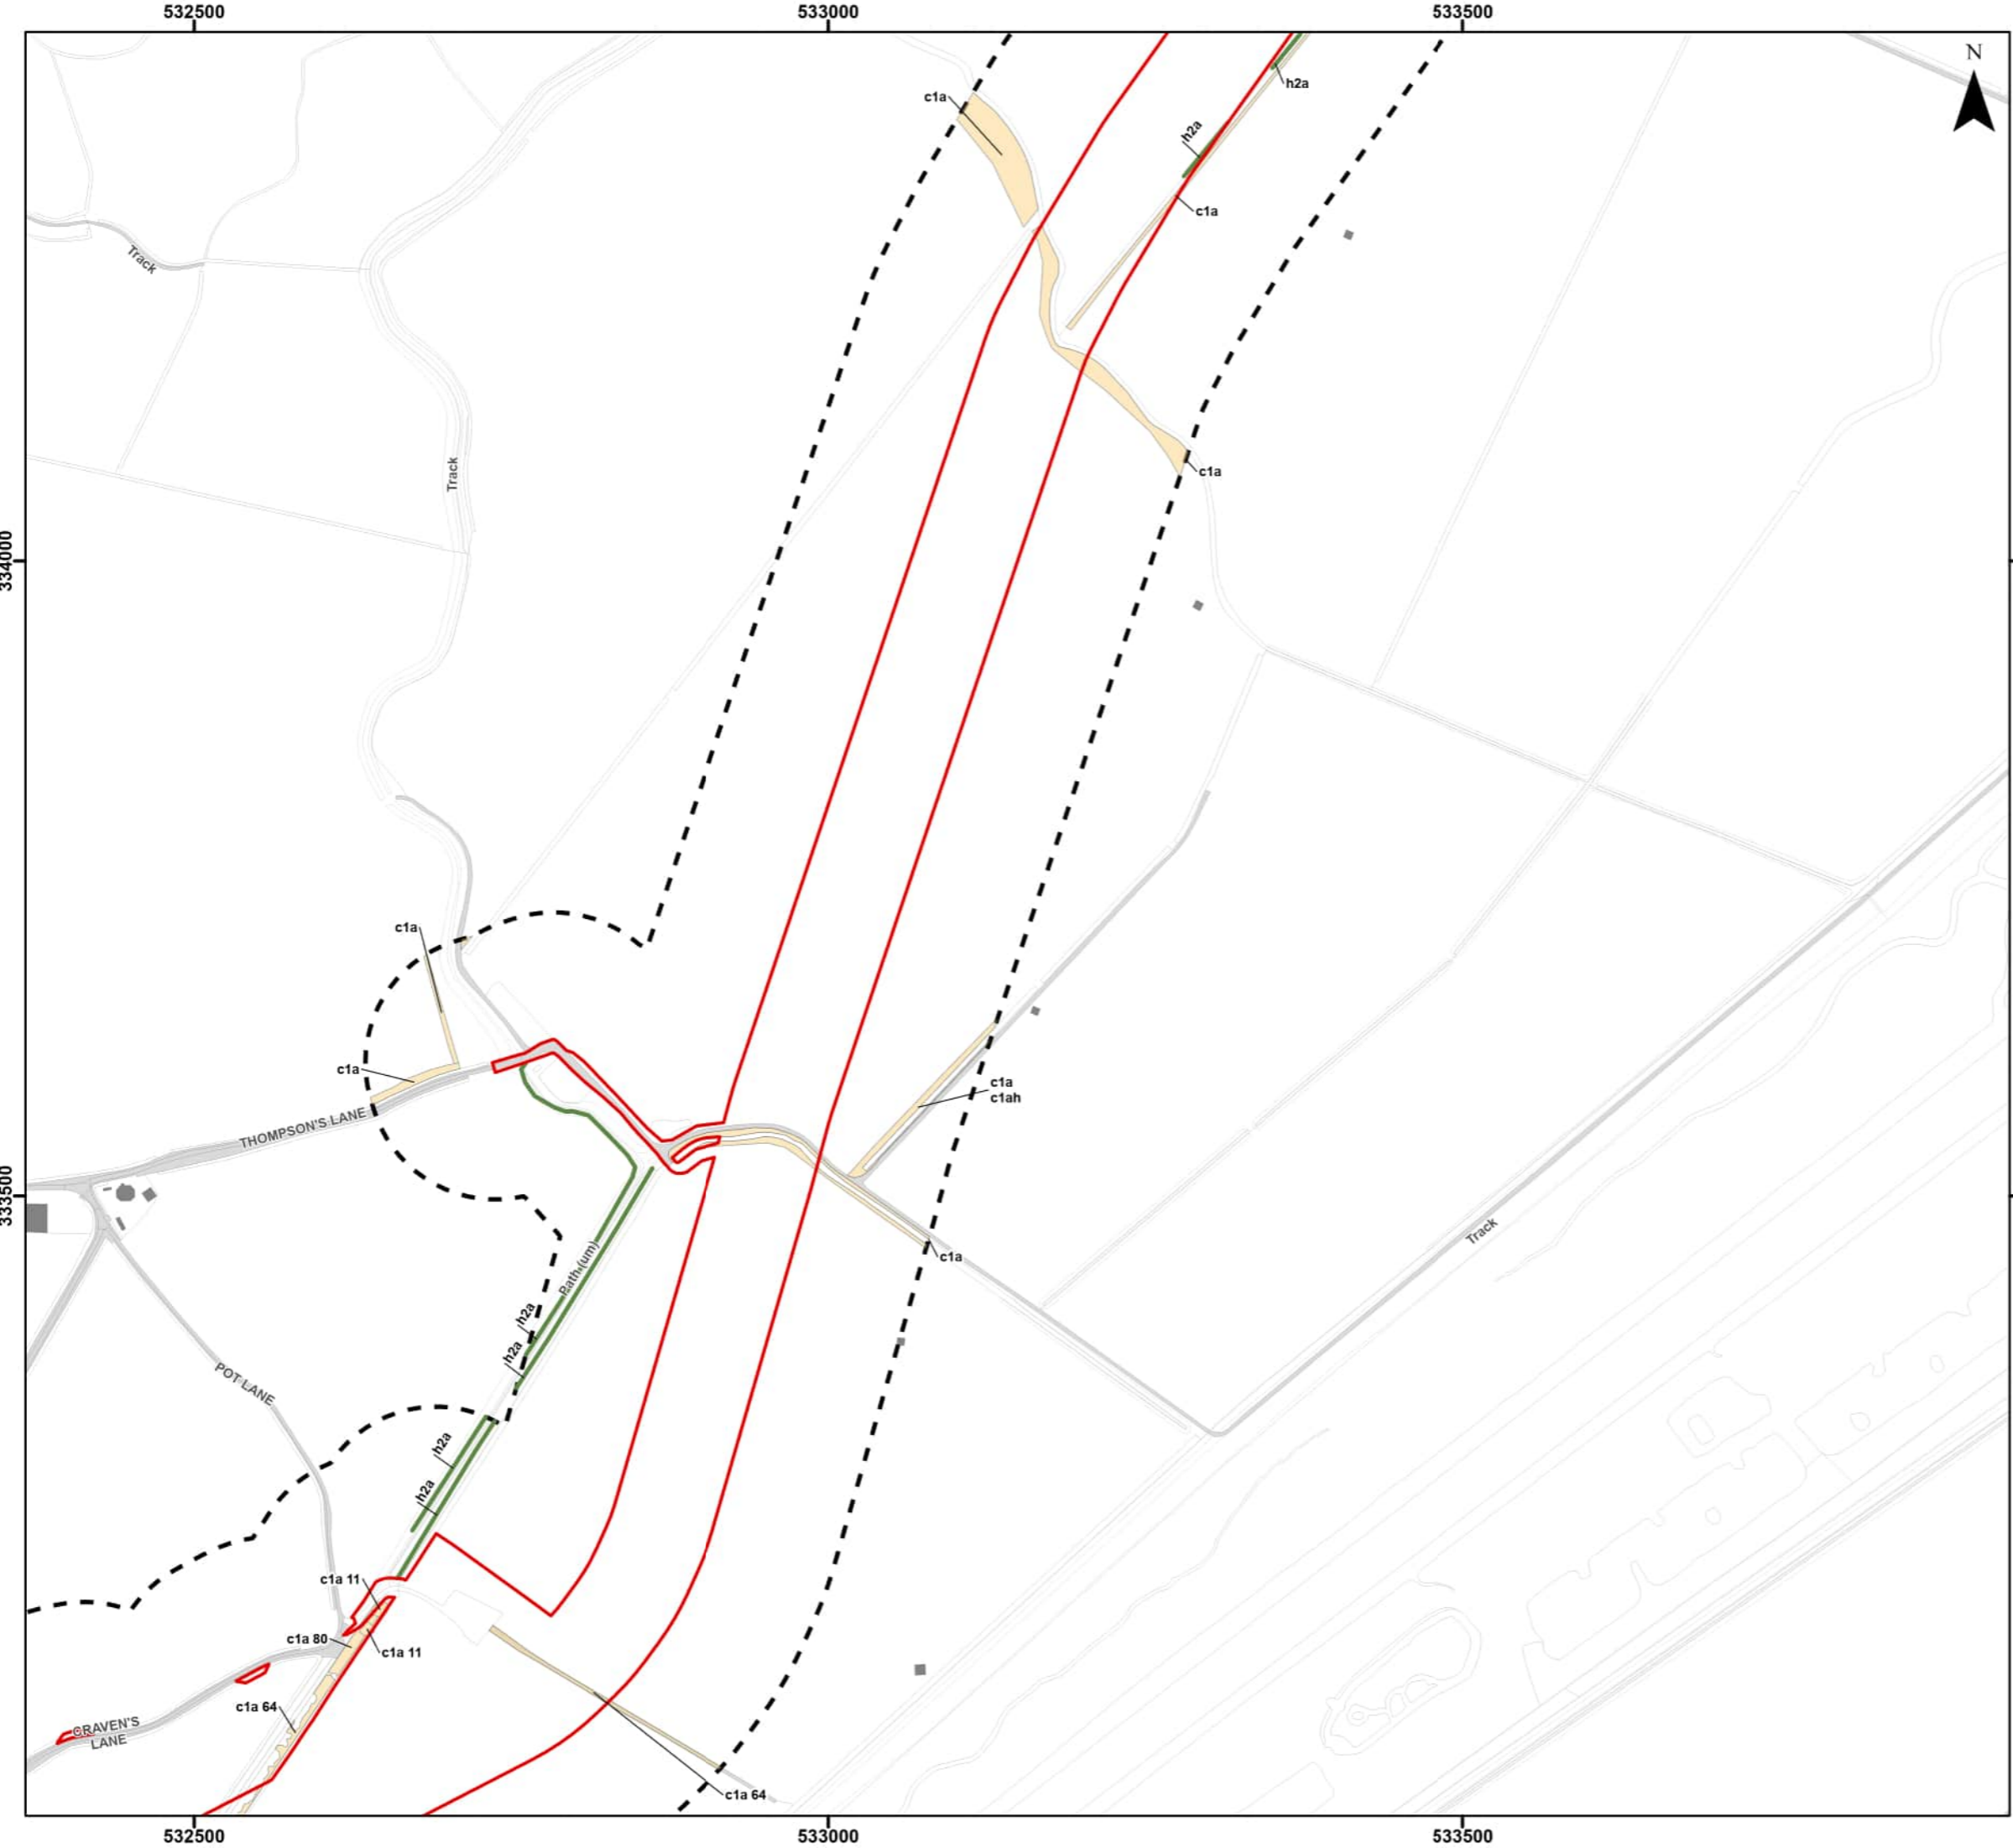 532500
533000
533500
N
c1a
h2a
h2a
c1a
Track
c1a
Track
334000
c1a
c1a
c1a
c1ah
THOMPSON'S LANE
333500
Path (um)
c1a
Track
h2a
h2a
POT LANE
h2a
h2a
c1a 11
c1a 80
c1a 11
c1a 64
CRAVEN'S
LANE
c1a 64
532500
533000
533500